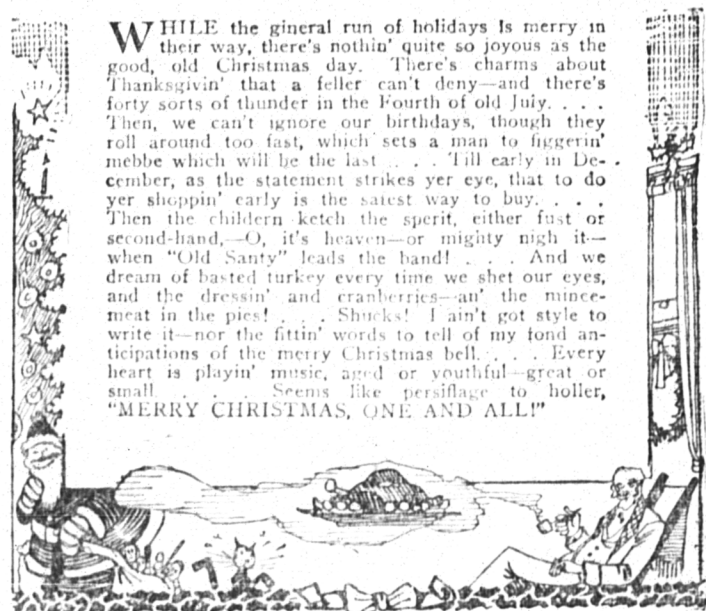 WHILE the gineral run of holidays is merry in
their way, there's nothin' quite so joyous as the
good, old Christmas day. There's charms about
Thanksgivin' that a feller can't deny—and there's
forty sorts of thunder in the Fourth of old July. . . .
Then, we can't ignore our birthdays, though they
roll around too fast, which sets a man to figgerin'
mebbe which will be the last . . . . Till early in De-
cember, as the statement strikes yer eye, that to do
yer shoppin' early is the safest way to buy. . . .
Then the childern ketch the sperit, either fust or
second-hand,—O, it's heaven—or mighty nigh it—
when "Old Santy" leads the band! . . . And we
dream of basted turkey every time we shet our eyes,
and the dressin' and cranberries—an' the mince-
meat in the pies! . . . Shucks! I ain't got style to
write it—nor the fittin' words to tell of my fond an-
ticipations of the merry Christmas bell. . . . Every
heart is playin' music, aged or youthful—great or
small. . . . Seems like persiflage to holler,
"MERRY CHRISTMAS, ONE AND ALL!"